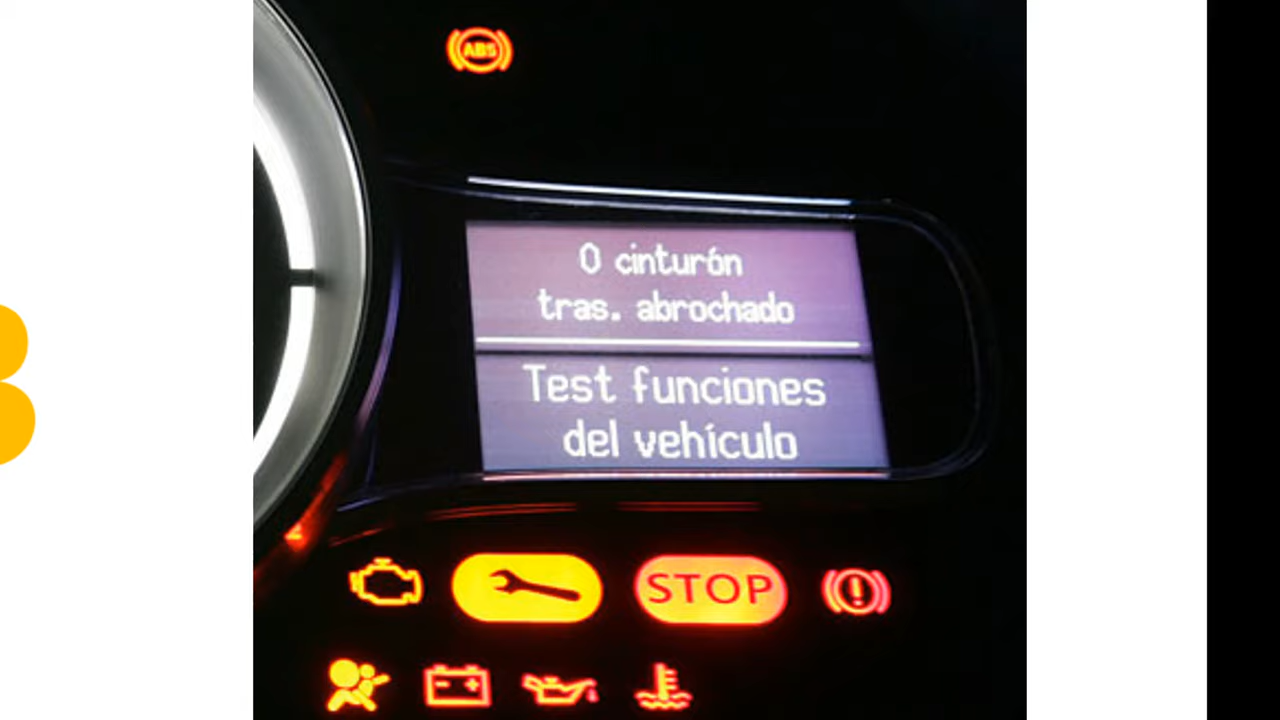 ABS
0 cinturón
tras. abrochado
Test funciones
del vehículo
STOP